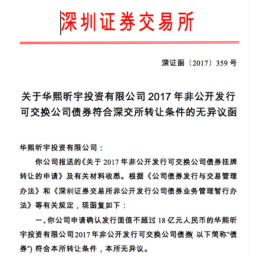 深圳证券交易所
深证函〔2017〕359 号
关于华熙昕宇投资有限公司 2017 年非公开发行
可交换公司债券符合深交所转让条件的无异议函
华熙昕宇投资有限公司：
你公司报送的《关于 2017 年非公开发行可交换公司债券挂牌
转让的申请》及有关材料收悉。根据《公司债券发行与交易管理
办法》和《深圳证券交易所非公开发行公司债券业务管理暂行办
法》等有关规定，现函复如下：
一、你公司申请确认发行面值不超过 18 亿元人民币的华熙昕
宇投资有限公司2017年非公开发行可交换公司债券(以下简称“债
券”) 符合本所转让条件，本所无异议。